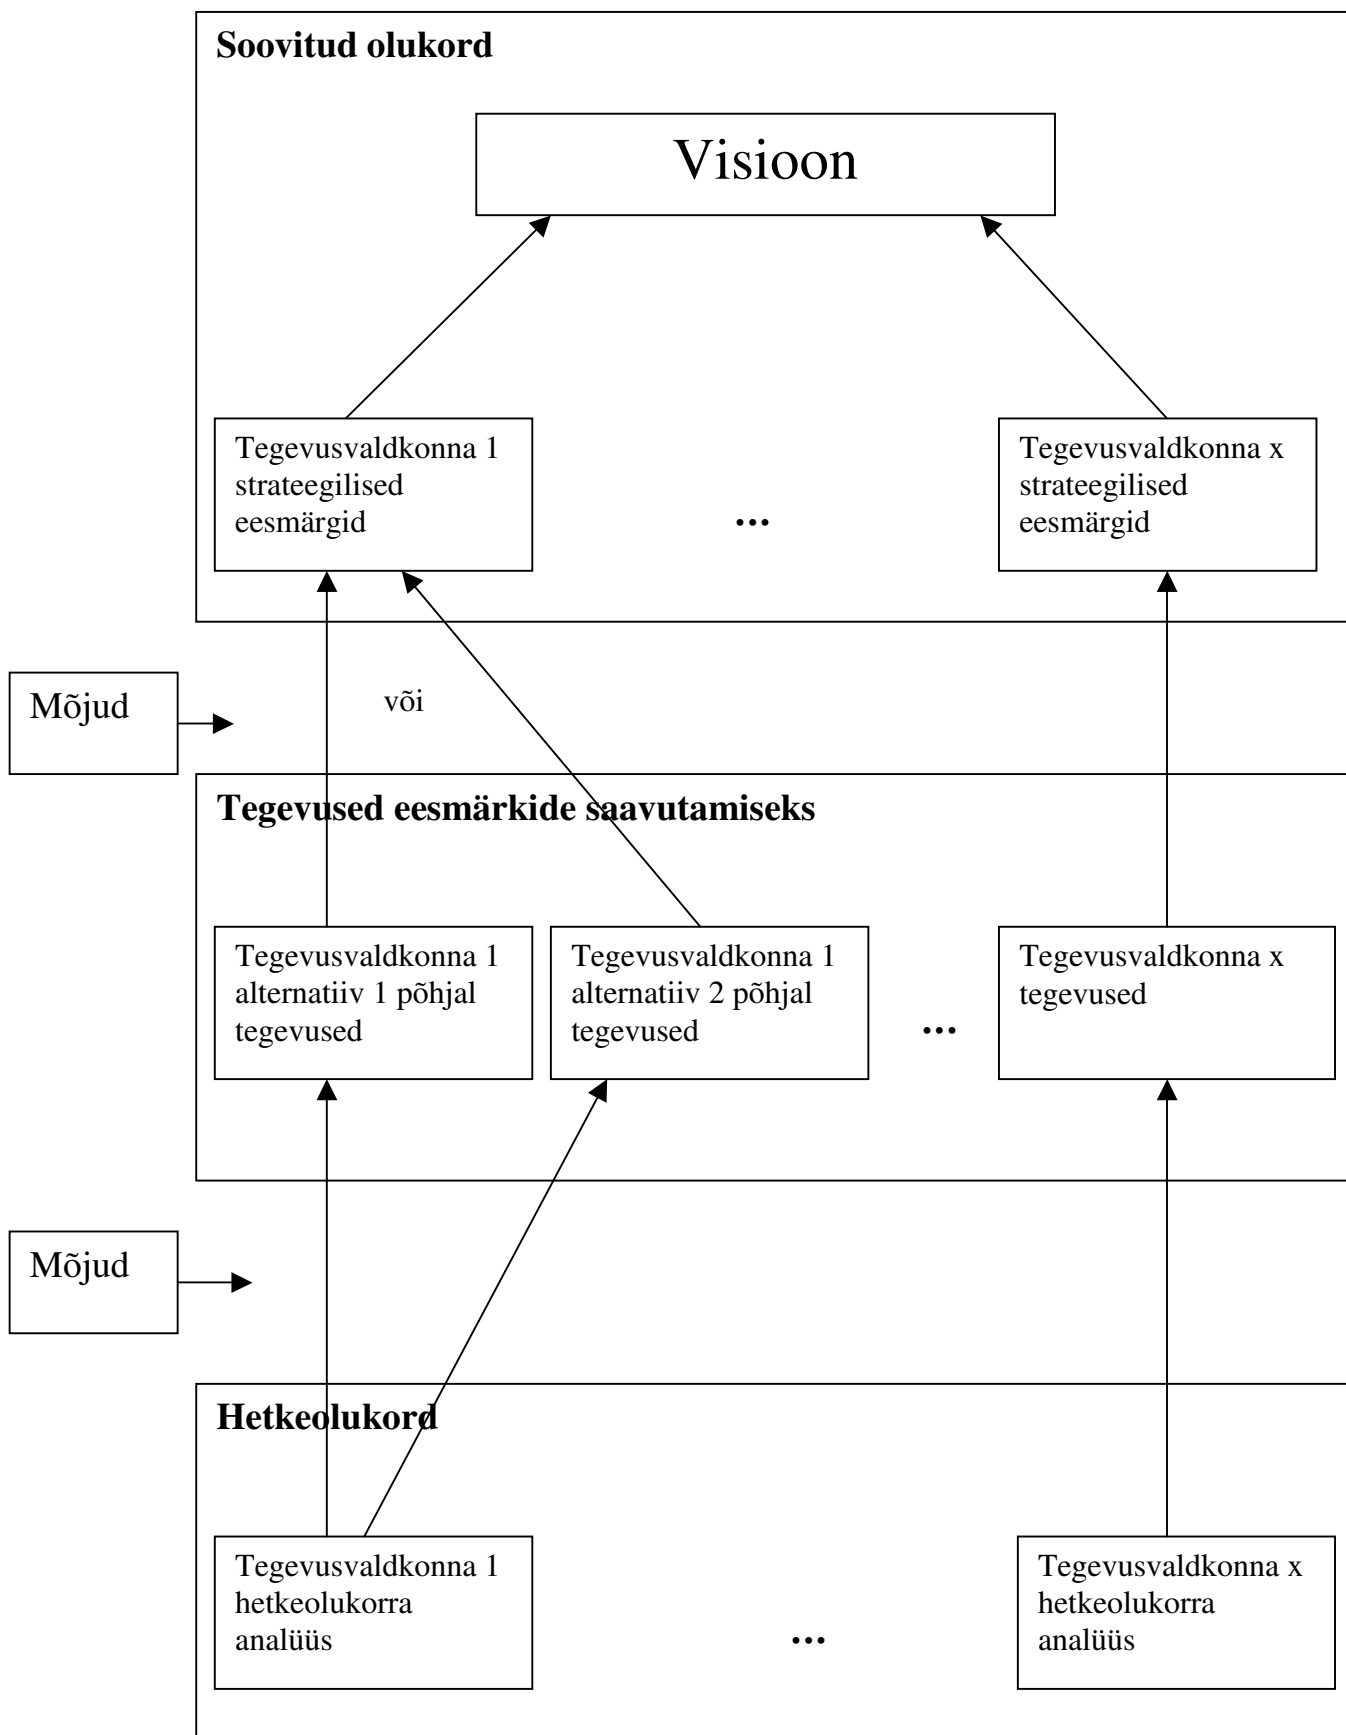 Soovitud olukord
Visioon
Tegevusvaldkonna 1
strateegilised
eesmärgid
...
Tegevusvaldkonna x
strateegilised
eesmärgid
Mõjud
või
Tegevused eesmärkide saavutamiseks
Tegevusvaldkonna 1
alternatiiv 1 põhjal
tegevused
Tegevusvaldkonna 1
alternatiiv 2 põhjal
tegevused
...
Tegevusvaldkonna x
tegevused
Mõjud
Hetkeolukord
Tegevusvaldkonna 1
hetkeolukorra
analüüs
...
Tegevusvaldkonna x
hetkeolukorra
analüüs